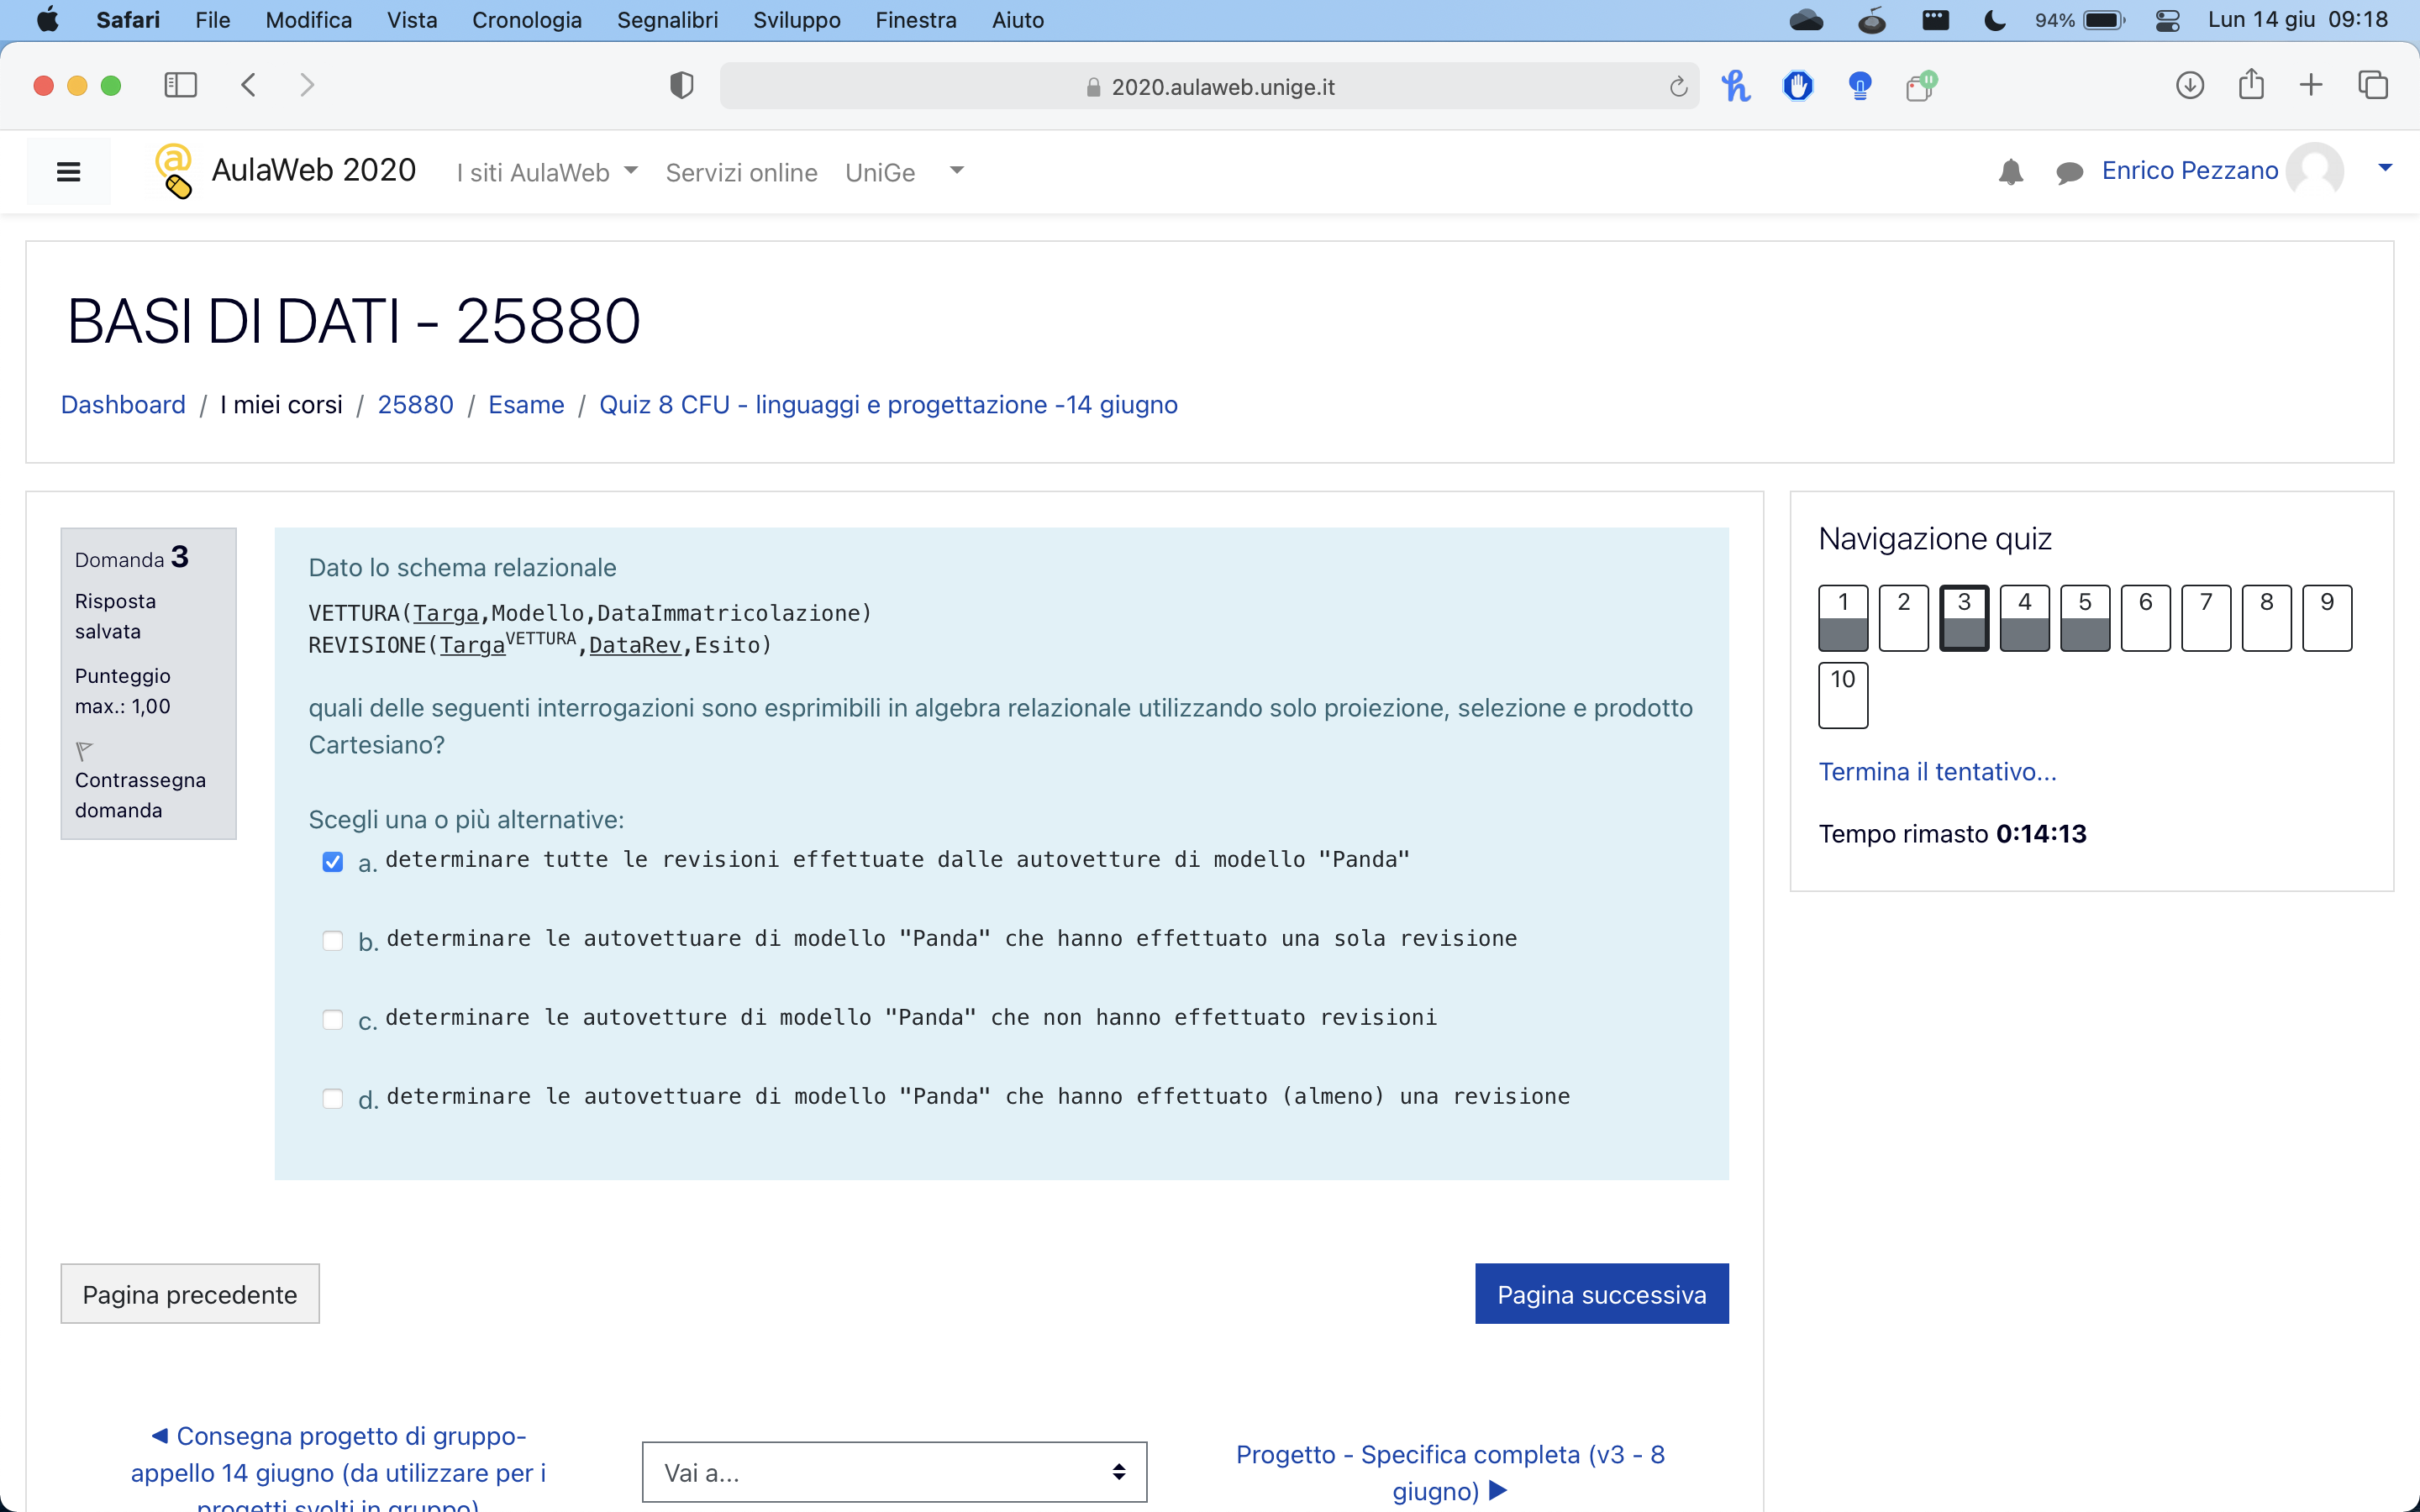 Safari File Modifica Vista Cronologia Segnalibri Sviluppo Finestra Aiuto 94% Lun 14 giu 09:18
2020.aulaweb.unige.it
AulaWeb 2020 I siti AulaWeb Servizi online UniGe Enrico Pezzano
BASI DI DATI - 25880
Dashboard / I miei corsi / 25880 / Esame / Quiz 8 CFU - linguaggi e progettazione -14 giugno
Domanda 3
Risposta
salvata
Punteggio
max.: 1,00
Contrassegna
domanda
Dato lo schema relazionale
VETTURA(Targa,Modello,DataImmatricolazione)
REVISIONE(Targa^VETTURA,DataRev,Esito)
quali delle seguenti interrogazioni sono esprimibili in algebra relazionale utilizzando solo proiezione, selezione e prodotto
Cartesiano?
Scegli una o più alternative:
a. determinare tutte le revisioni effettuate dalle autovetture di modello "Panda"
b. determinare le autovettuare di modello "Panda" che hanno effettuato una sola revisione
c. determinare le autovetture di modello "Panda" che non hanno effettuato revisioni
d. determinare le autovettuare di modello "Panda" che hanno effettuato (almeno) una revisione
Pagina precedente
Pagina successiva
◄ Consegna progetto di gruppo-
appello 14 giugno (da utilizzare per i
progetti svolti in gruppo)
Vai a...
Progetto - Specifica completa (v3 - 8
giugno) ►
Navigazione quiz
1 2 3 4 5 6 7 8 9
10
Termina il tentativo...
Tempo rimasto 0:14:13